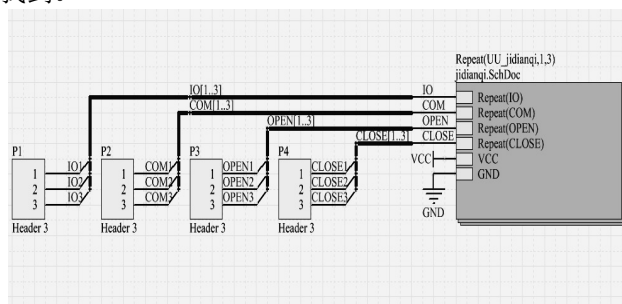 Repeat(UU_jidianqi,1,3)
jidianqi.SchDoc
IO[1..3]
IO
Repeat(IO)
COM[1..3]
COM
Repeat(COM)
OPEN[1..3]
OPEN
Repeat(OPEN)
CLOSE[1..3]
CLOSE
Repeat(CLOSE)
VCC
VCC
GND
GND
P1
1
2
3
IO1
IO2
IO3
Header 3
P2
1
2
3
COM1
COM2
COM3
Header 3
P3
1
2
3
OPEN1
OPEN2
OPEN3
Header 3
P4
1
2
3
CLOSE1
CLOSE2
CLOSE3
Header 3